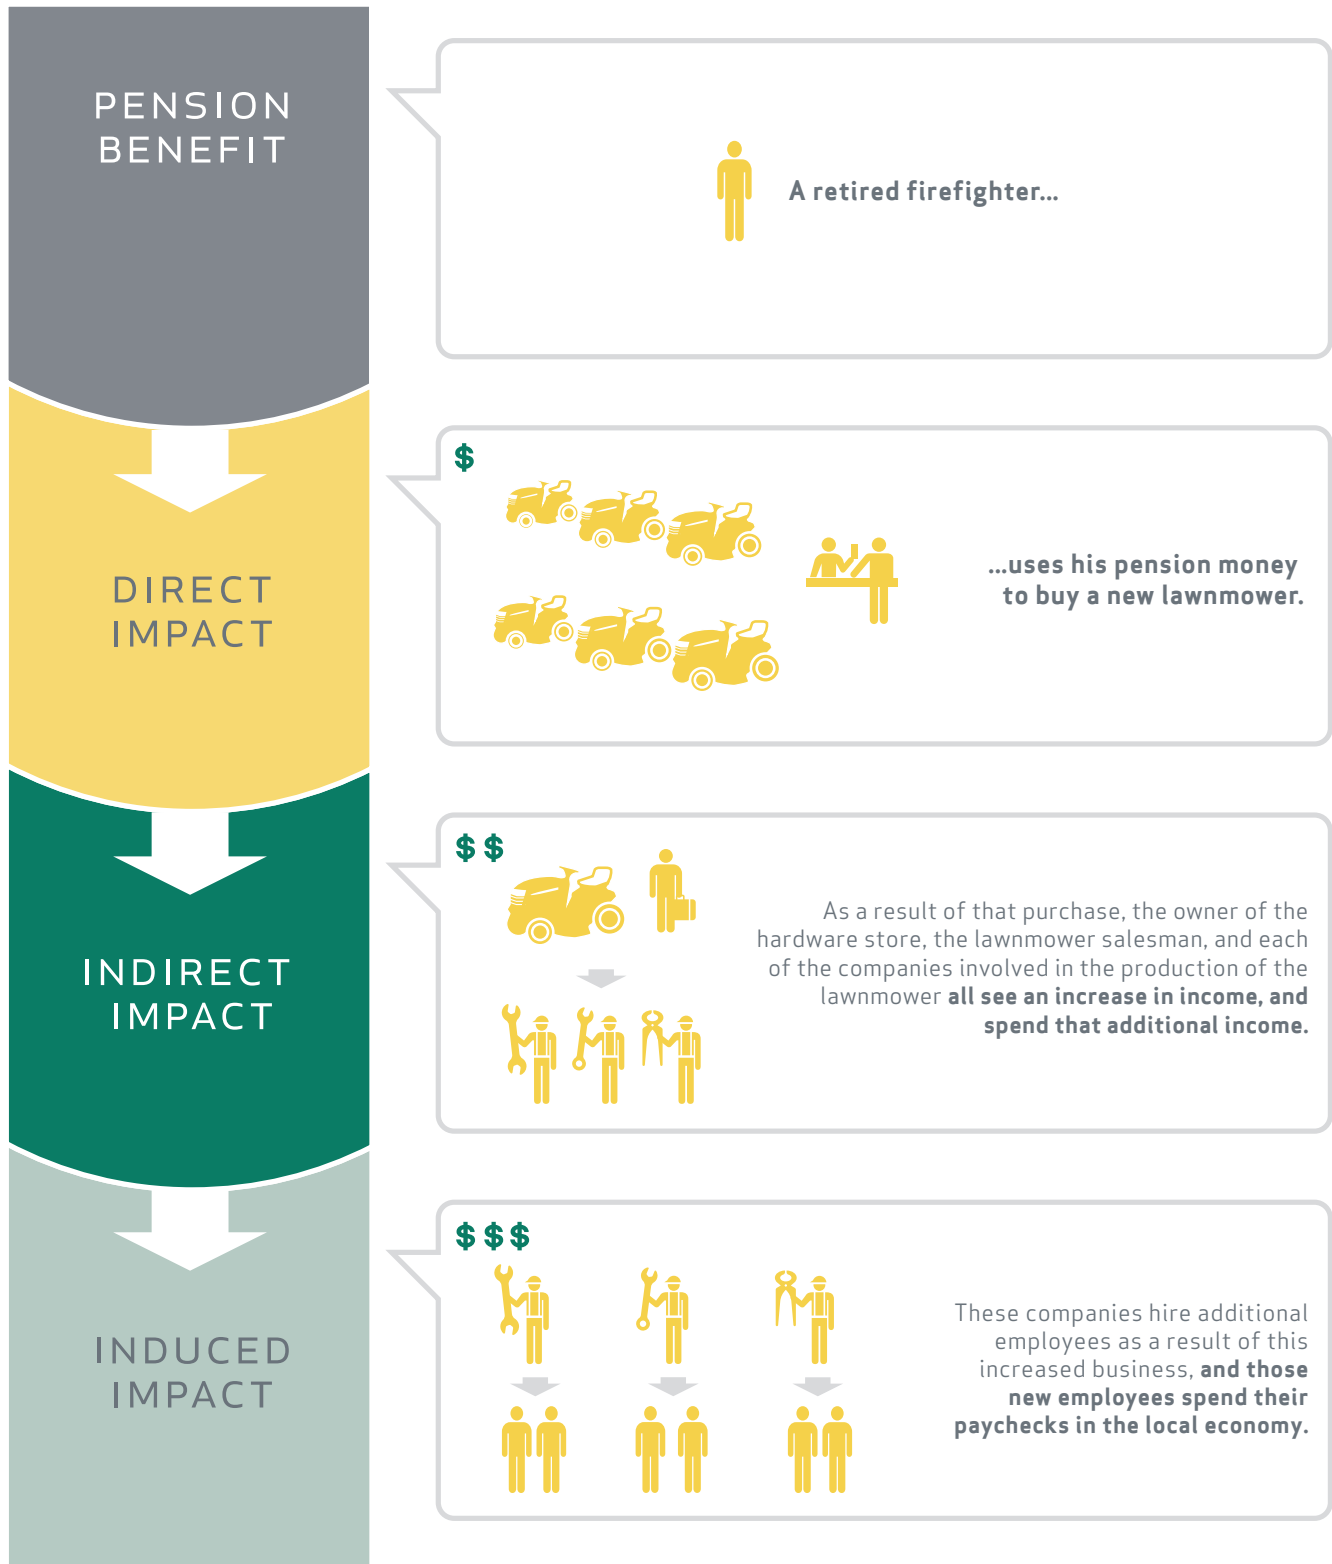 PENSION
BENEFIT
A retired firefighter...
DIRECT
IMPACT
$
...uses his pension money
to buy a new lawnmower.
INDIRECT
IMPACT
$$
As a result of that purchase, the owner of the
hardware store, the lawnmower salesman, and each
of the companies involved in the production of the
lawnmower all see an increase in income, and
spend that additional income.
INDUCED
IMPACT
$$$
These companies hire additional
employees as a result of this
increased business, and those
new employees spend their
paychecks in the local economy.